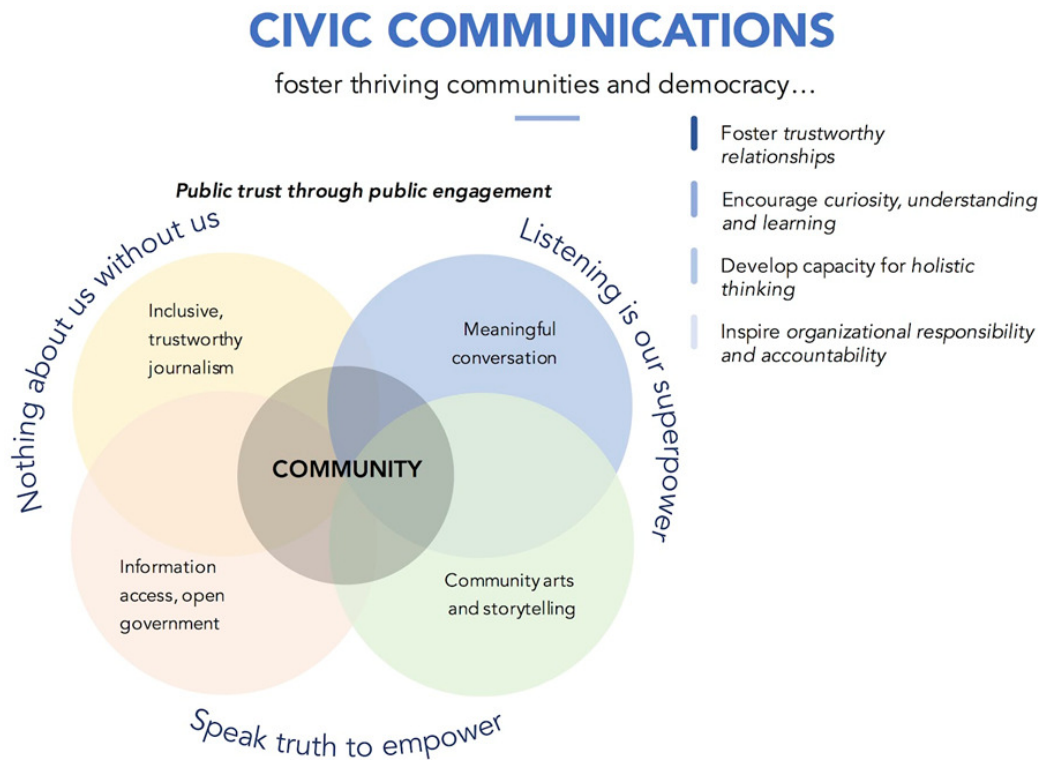 CIVIC COMMUNICATIONS
foster thriving communities and democracy…
Foster trustworthy
relationships
Encourage curiosity, understanding
and learning
Develop capacity for holistic
thinking
Inspire organizational responsibility
and accountability
Public trust through public engagement
Nothing about us without us
Listening is our superpower
Inclusive,
trustworthy
journalism
Meaningful
conversation
COMMUNITY
Information
access, open
government
Community arts
and storytelling
Speak truth to empower